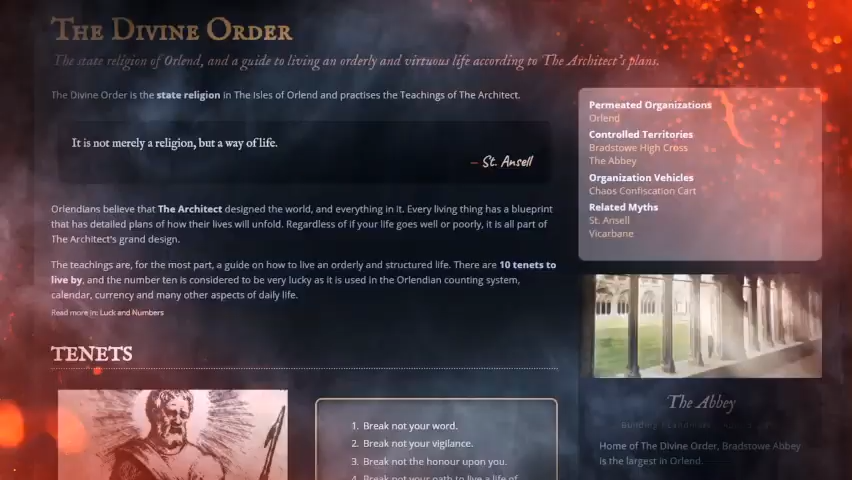 The Divine Order
The state religion of Orlend, and a guide to living an orderly and virtuous life according to The Architect's plans.
The Divine Order is the state religion in The Isles of Orlend and practises the Teachings of The Architect.
It is not merely a religion, but a way of life.
— St. Ansell
Orlendians believe that The Architect designed the world, and everything in it. Every living thing has a blueprint
that has detailed plans of how their lives will unfold. Regardless of if your life goes well or poorly, it is all part of
The Architect's grand design.
The teachings are, for the most part, a guide on how to live an orderly and structured life. There are 10 tenets to
live by, and the number ten is considered to be very lucky as it is used in the Orlendian counting system,
calendar, currency and many other aspects of daily life.
Read more in: Luck and Numbers
TENETS
1. Break not your word.
2. Break not your vigilance.
3. Break not the honour upon you.
4. Break not your path to live a life of
Permeated Organizations
Orlend
Controlled Territories
Bradstowe High Cross
The Abbey
Organization Vehicles
Chaos Confiscation Cart
Related Myths
St. Ansell
Vicarbane
The Abbey
Home of The Divine Order, Bradstowe Abbey
is the largest in Orlend.